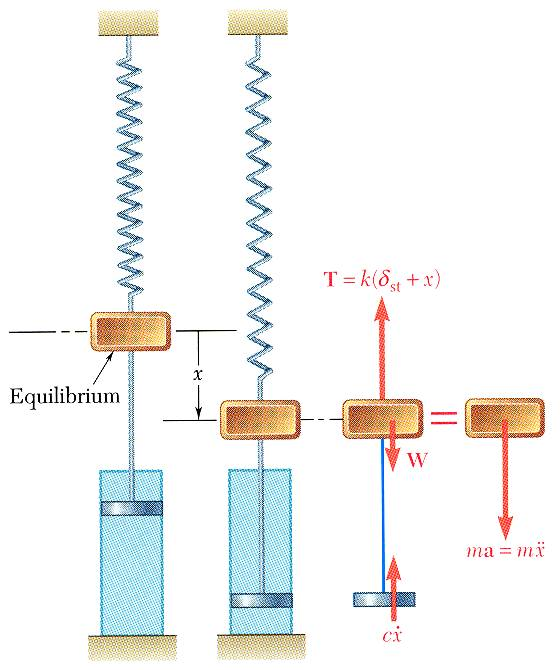 T = k(δst + x)
x
Equilibrium
=
W
ma = mẍ
cẋ